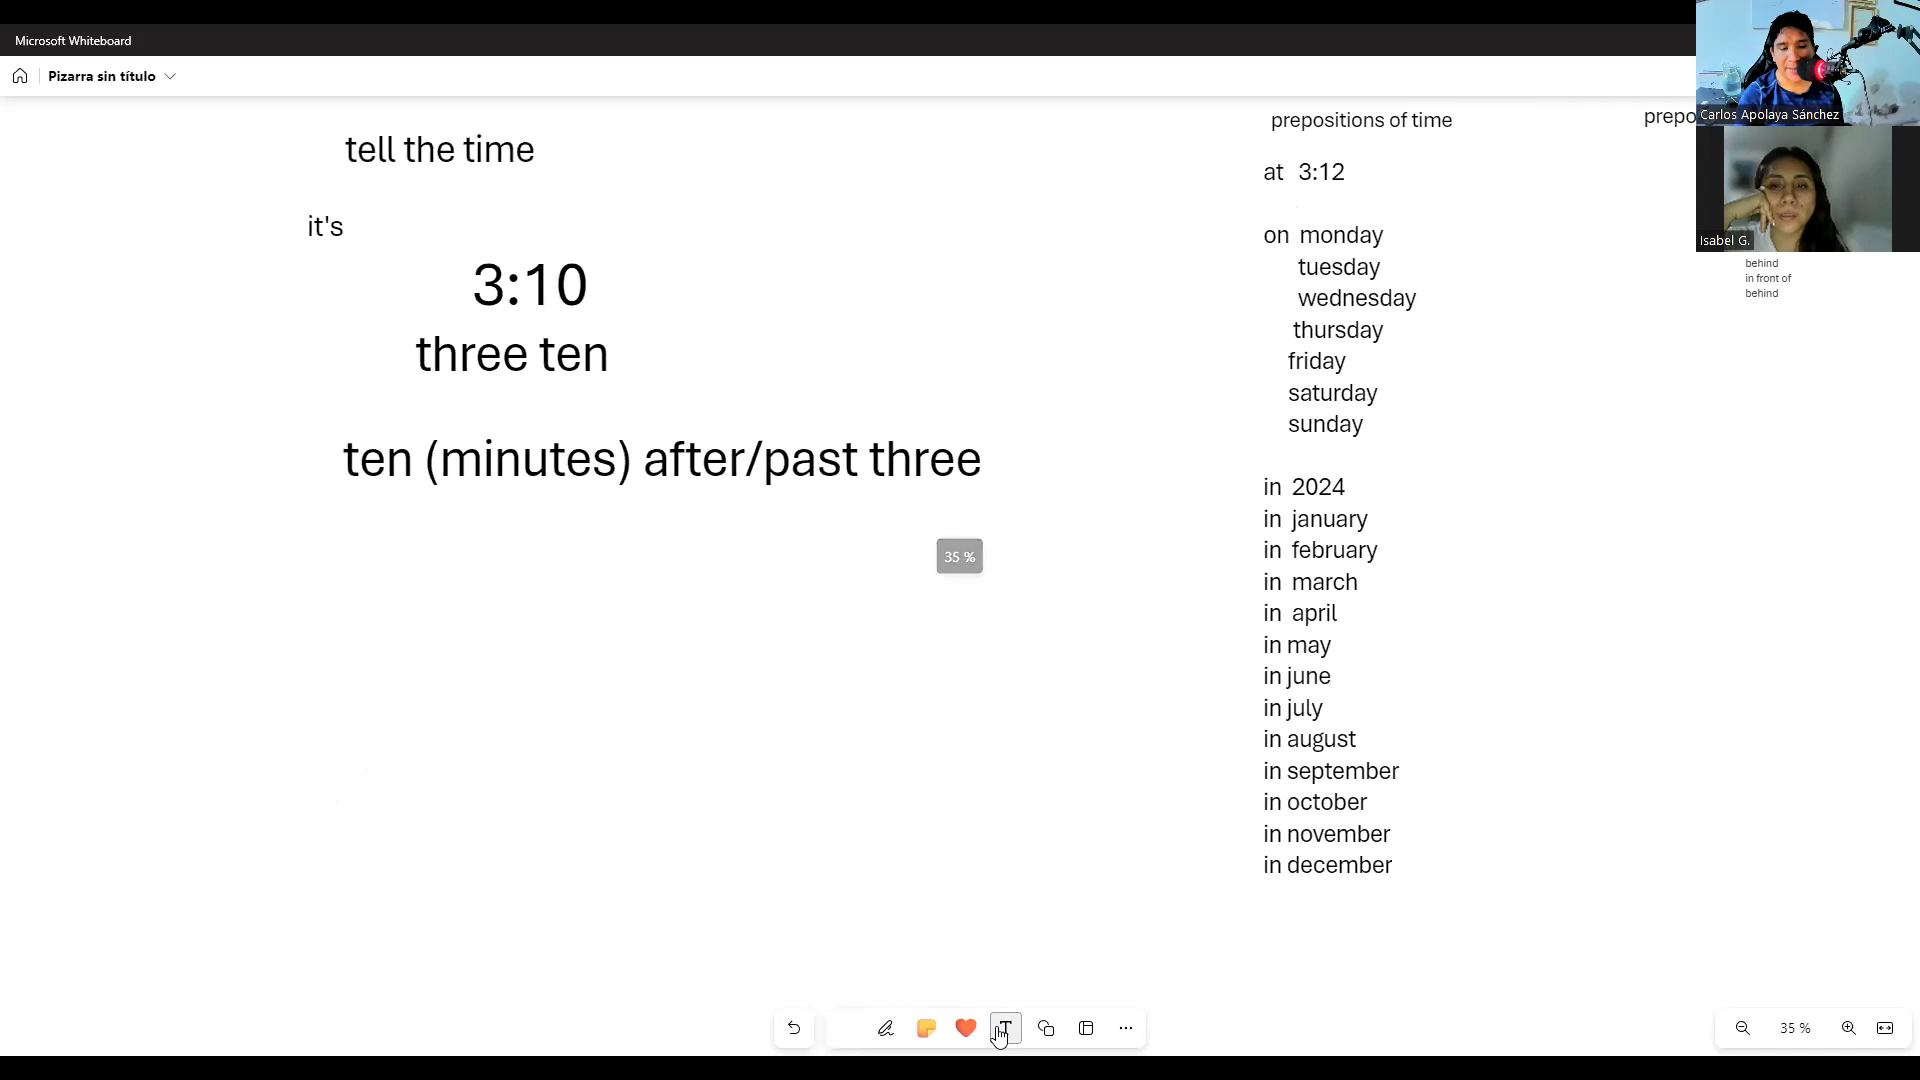 Microsoft Whiteboard
Pizarra sin título
tell the time
it's
3:10
three ten
ten (minutes) after/past three
35 %
prepositions of time
at 3:12
on monday
tuesday
wednesday
thursday
friday
saturday
sunday
in 2024
in january
in february
in march
in april
in may
in june
in july
in august
in september
in october
in november
in december
prepo
Carlos Apolaya Sánchez
Isabel G.
behind
in front of
behind
35 %